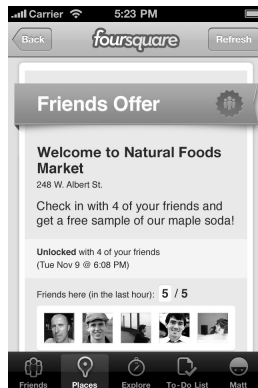 Carrier 5:23 PM
Back foursquare Refresh
Friends Offer
Welcome to Natural Foods
Market
248 W. Albert St.
Check in with 4 of your friends and
get a free sample of our maple soda!
Unlocked with 4 of your friends
(Tue Nov 9 @ 6:08 PM)
Friends here (in the last hour): 5 / 5
Friends Places Explore To-Do List Matt